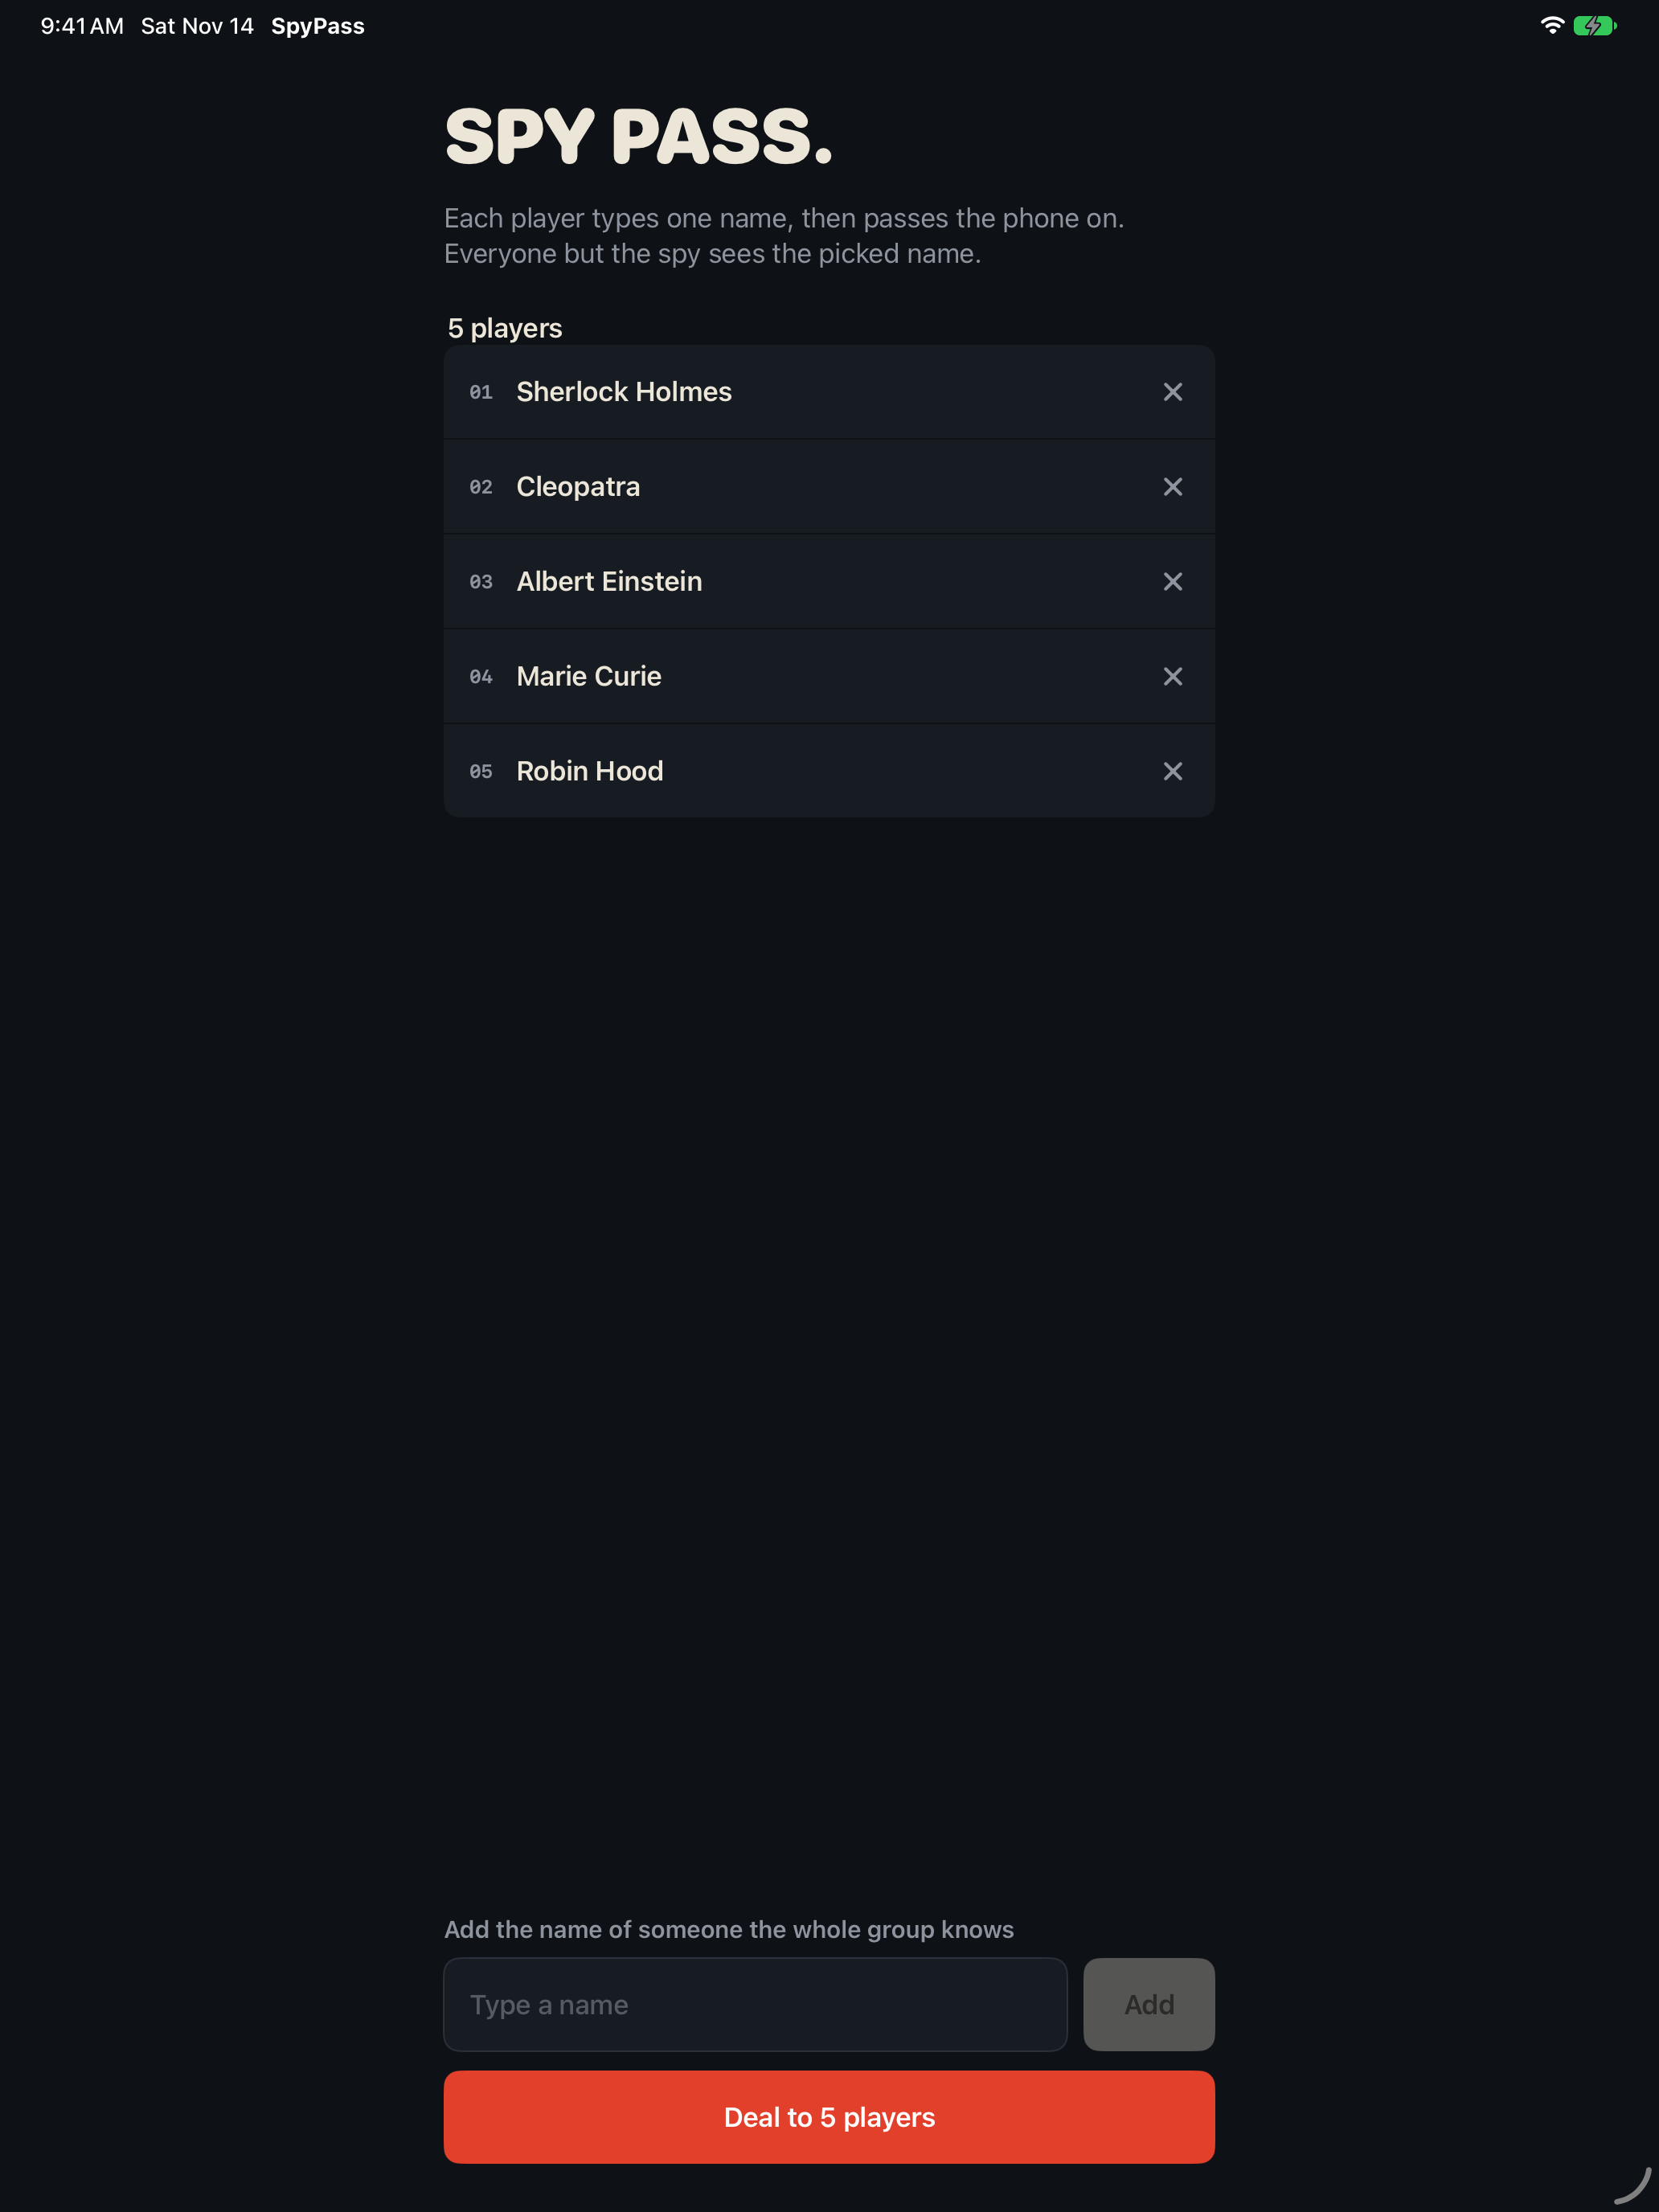 9:41 AM Sat Nov 14 SpyPass
SPY PASS.
Each player types one name, then passes the phone on.
Everyone but the spy sees the picked name.
5 players
01 Sherlock Holmes
02 Cleopatra
03 Albert Einstein
04 Marie Curie
05 Robin Hood
Add the name of someone the whole group knows
Type a name
Add
Deal to 5 players